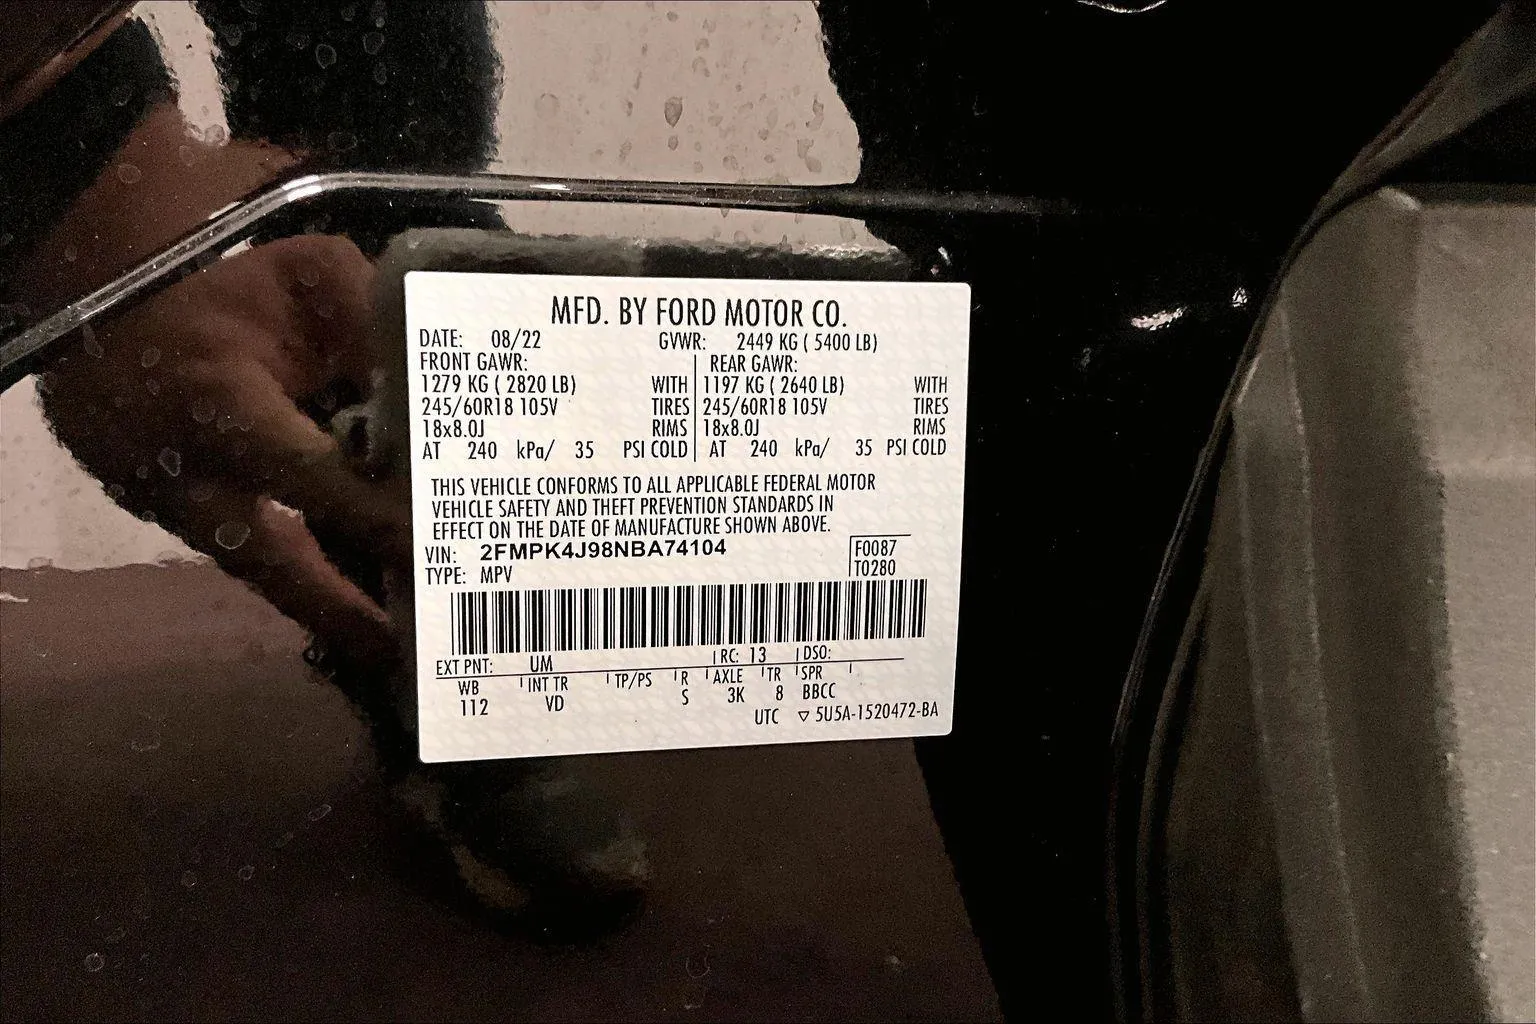 MFD. BY FORD MOTOR CO.
DATE: 08/22 GVWR: 2449 KG ( 5400 LB)
FRONT GAWR: REAR GAWR:
1279 KG ( 2820 LB) WITH 1197 KG ( 2640 LB) WITH
245/60R18 105V TIRES 245/60R18 105V TIRES
18x8.0J RIMS 18x8.0J RIMS
AT 240 kPa/ 35 PSI COLD AT 240 kPa/ 35 PSI COLD
THIS VEHICLE CONFORMS TO ALL APPLICABLE FEDERAL MOTOR
VEHICLE SAFETY AND THEFT PREVENTION STANDARDS IN
EFFECT ON THE DATE OF MANUFACTURE SHOWN ABOVE.
VIN: 2FMPK4J98NBA74104 F0087
TYPE: MPV T0280
EXT PNT: UM RC: 13 DSO:
WB INT TR TP/PS R AXLE TR SPR
112 VD S 3K 8 BBCC
UTC ▽ 5U5A-1520472-BA